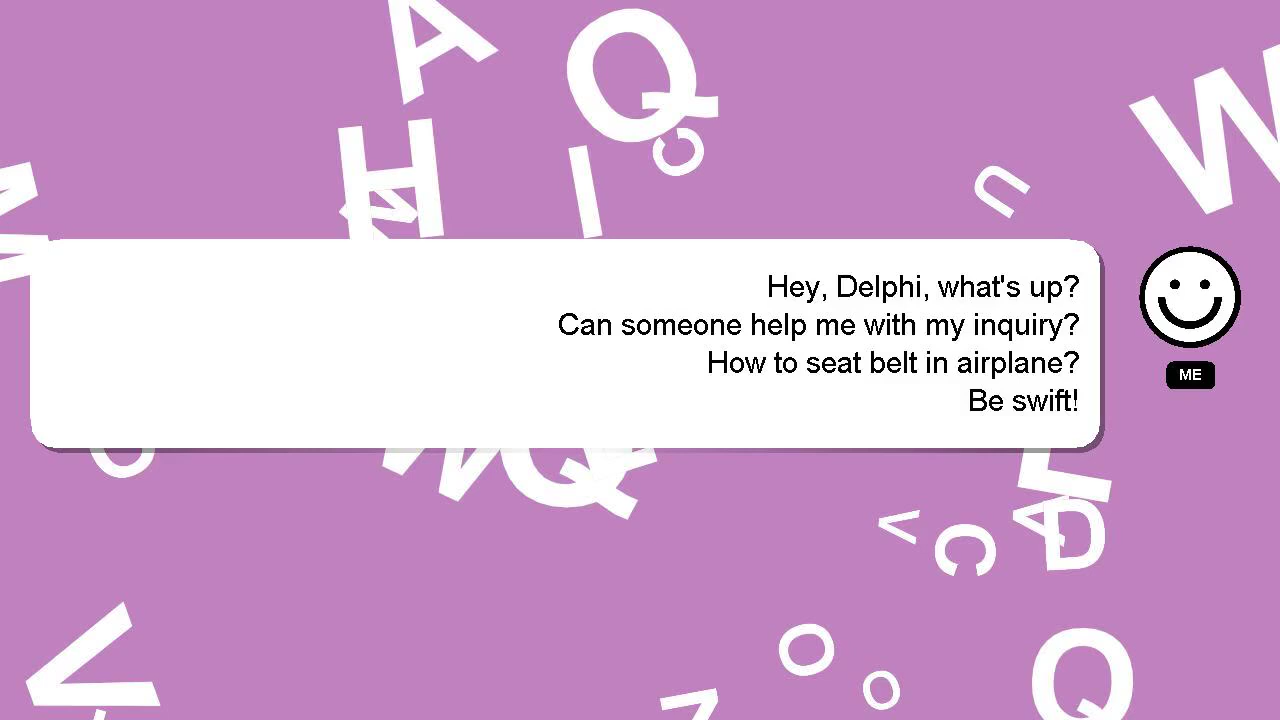 Hey, Delphi, what's up?
Can someone help me with my inquiry?
How to seat belt in airplane?
Be swift!
ME
A
Q
C
H
I
U
W
W
Q
L
V
C
A
D
V
O
O
Q